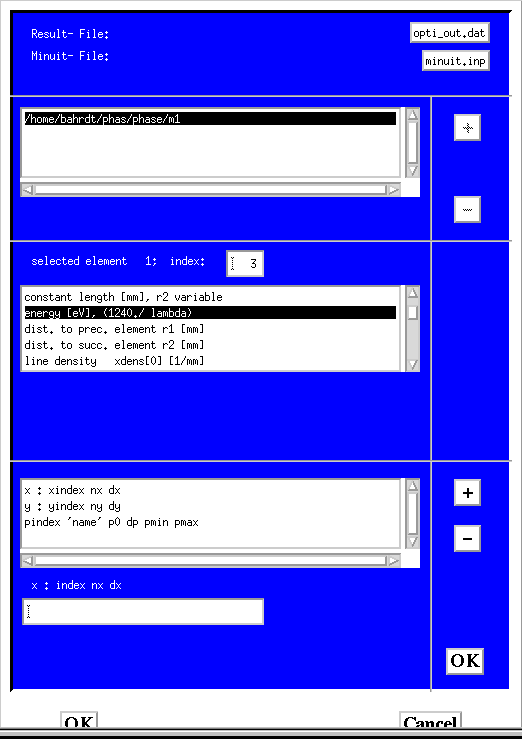 Result- File:
opti_out.dat
Minuit- File:
minuit.inp
/home/bahrdt/phas/phase/m1
+
-
selected element 1: index: 3
constant length [mm], r2 variable
energy [eV], (1240./ lambda)
dist. to prec. element r1 [mm]
dist. to succ. element r2 [mm]
line density xdens[0] [1/mm]
x : xindex nx dx
y : yindex ny dy
pindex 'name' p0 dp pmin pmax
+
-
x : index nx dx
OK
OK
Cancel